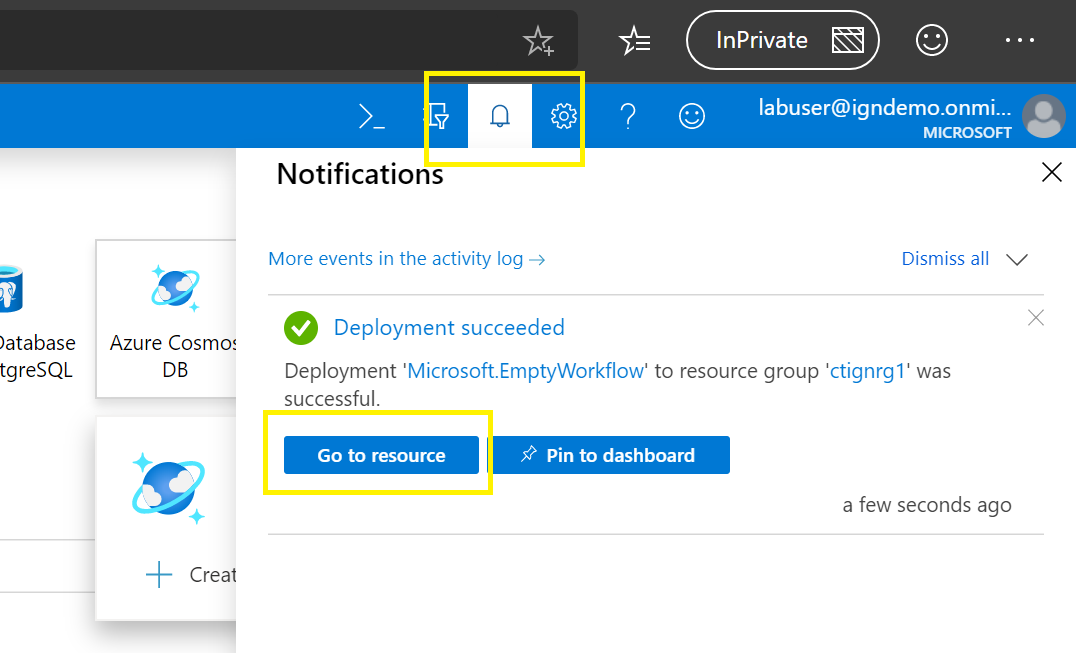 InPrivate
labuser@igndemo.onmi...
MICROSOFT
Notifications
More events in the activity log →
Dismiss all
Deployment succeeded
Deployment 'Microsoft.EmptyWorkflow' to resource group 'ctignrg1' was
successful.
Go to resource
Pin to dashboard
a few seconds ago
Database
tgreSQL
Azure Cosmos
DB
Creat